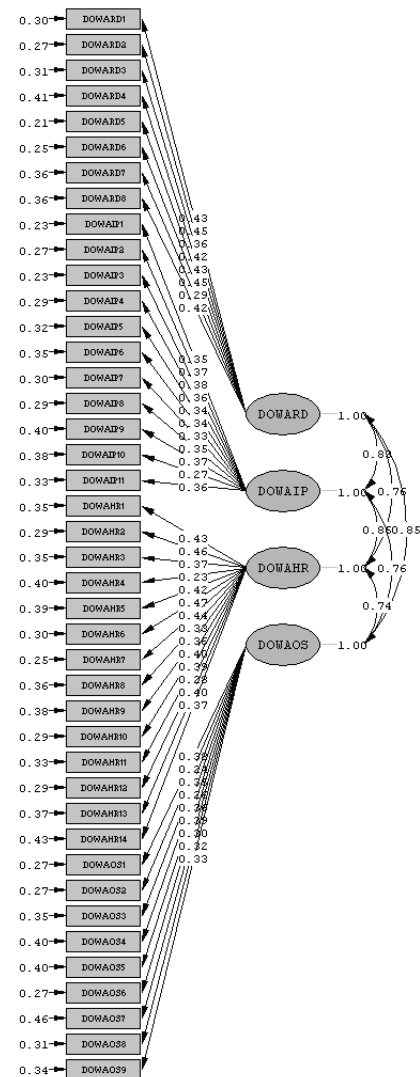 0.30 DOWARD1
0.27 DOWARD2
0.31 DOWARD3
0.41 DOWARD4
0.21 DOWARD5
0.25 DOWARD6
0.36 DOWARD7
0.36 DOWARD8
0.23 DOWAIP1
0.27 DOWAIP2
0.23 DOWAIP3
0.29 DOWAIP4
0.32 DOWAIP5
0.35 DOWAIP6
0.30 DOWAIP7
0.29 DOWAIP8
0.40 DOWAIP9
0.38 DOWAIP10
0.33 DOWAIP11
0.35 DOWAHR1
0.29 DOWAHR2
0.35 DOWAHR3
0.40 DOWAHR4
0.39 DOWAHR5
0.30 DOWAHR6
0.25 DOWAHR7
0.36 DOWAHR8
0.38 DOWAHR9
0.29 DOWAHR10
0.33 DOWAHR11
0.29 DOWAHR12
0.37 DOWAHR13
0.43 DOWAHR14
0.27 DOWAOS1
0.27 DOWAOS2
0.35 DOWAOS3
0.40 DOWAOS4
0.40 DOWAOS5
0.27 DOWAOS6
0.46 DOWAOS7
0.31 DOWAOS8
0.34 DOWAOS9
0.43
0.45
0.36
0.42
0.43
0.45
0.29
0.42
0.35
0.37
0.38
0.36
0.34
0.34
0.33
0.35
0.37
0.27
0.36
0.43
0.46
0.37
0.23
0.42
0.47
0.44
0.33
0.36
0.40
0.39
0.28
0.40
0.37
0.24
0.26
0.39
0.30
0.32
0.33
DOWARD 1.00
DOWAIP 1.00
DOWAHR 1.00
DOWAOS 1.00
0.76
0.86
0.85
0.76
0.74